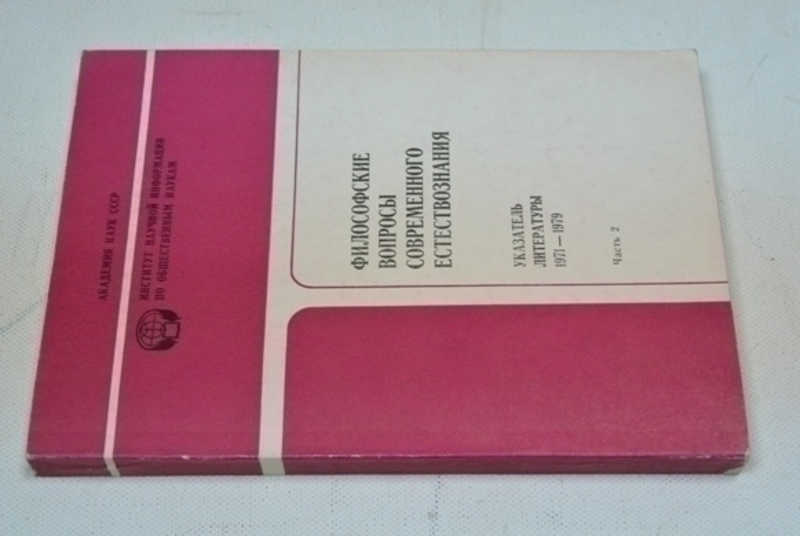 АКАДЕМИЯ НАУК СССР
ИНСТИТУТ НАУЧНОЙ ИНФОРМАЦИИ
ПО ОБЩЕСТВЕННЫМ НАУКАМ
ФИЛОСОФСКИЕ
ВОПРОСЫ
СОВРЕМЕННОГО
ЕСТЕСТВОЗНАНИЯ
УКАЗАТЕЛЬ
ЛИТЕРАТУРЫ
1971—1979
Часть 2